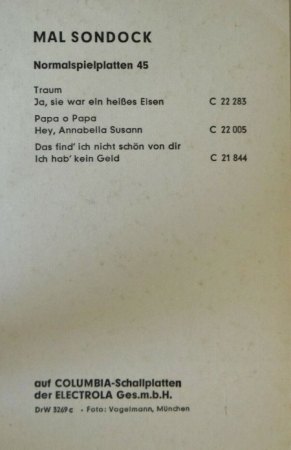 MAL SONDOCK
Normalspielplatten 45
Traum
Ja, sie war ein heißes Eisen C 22 283
Papa o Papa
Hey, Annabella Susann C 22 005
Das find' ich nicht schön von dir
Ich hab' kein Geld C 21 844
auf COLUMBIA-Schallplatten
der ELECTROLA Ges.m.b.H.
DrW 3269 c • Foto: Vogelmann, München